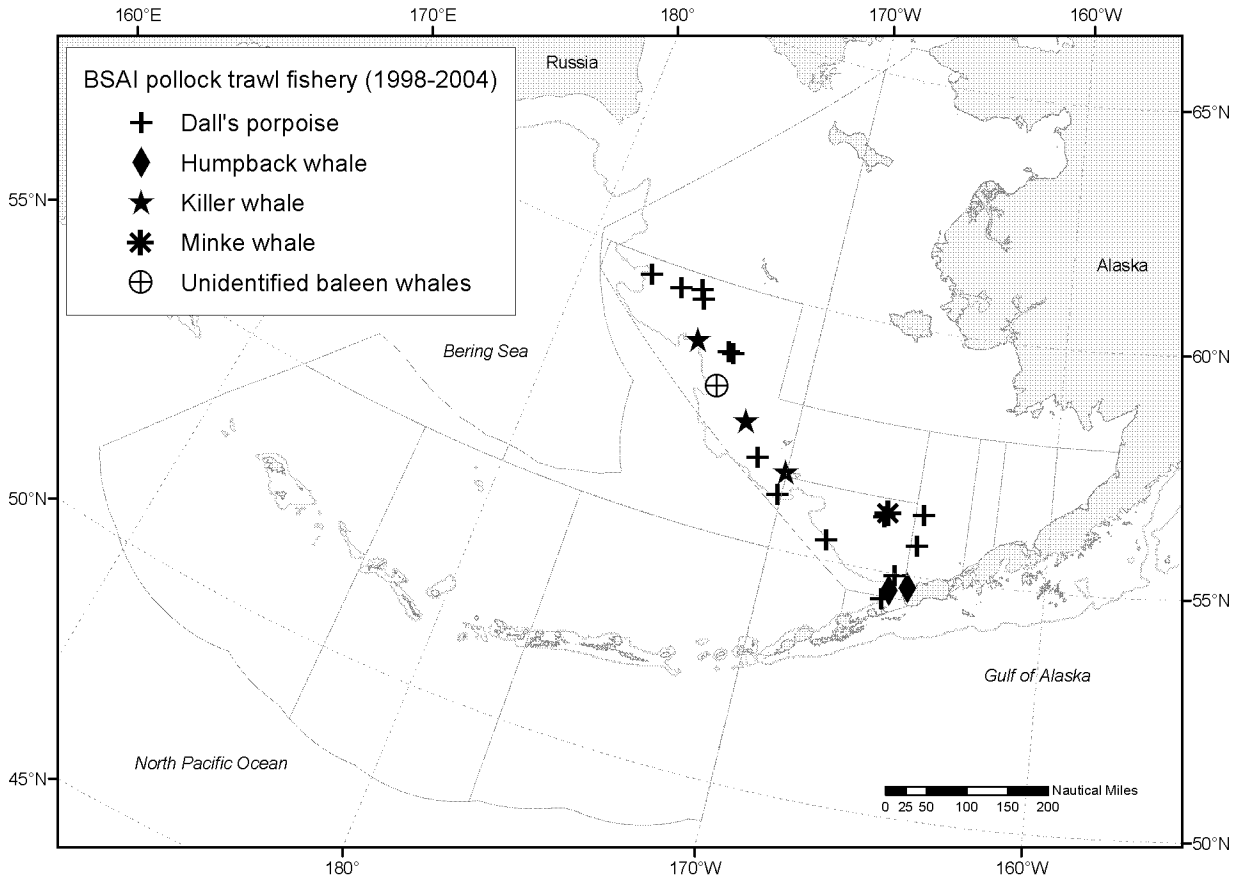 160°E 170°E 180° 170°W 160°W
Russia
BSAI pollock trawl fishery (1998-2004)
Dall's porpoise
Humpback whale
Killer whale
Minke whale
Unidentified baleen whales
65°N
55°N
Alaska
Bering Sea
60°N
50°N
55°N
Gulf of Alaska
North Pacific Ocean
45°N
Nautical Miles
0 25 50 100 150 200
50°N
180° 170°W 160°W